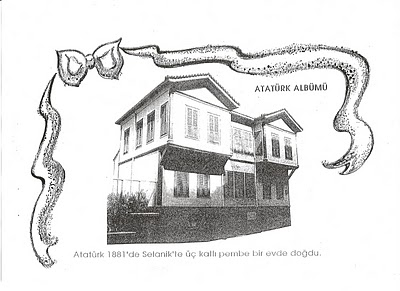 ATATÜRK ALBÜMÜ
Atatürk 1881'de Selanik'te üç katlı pembe bir evde doğdu.